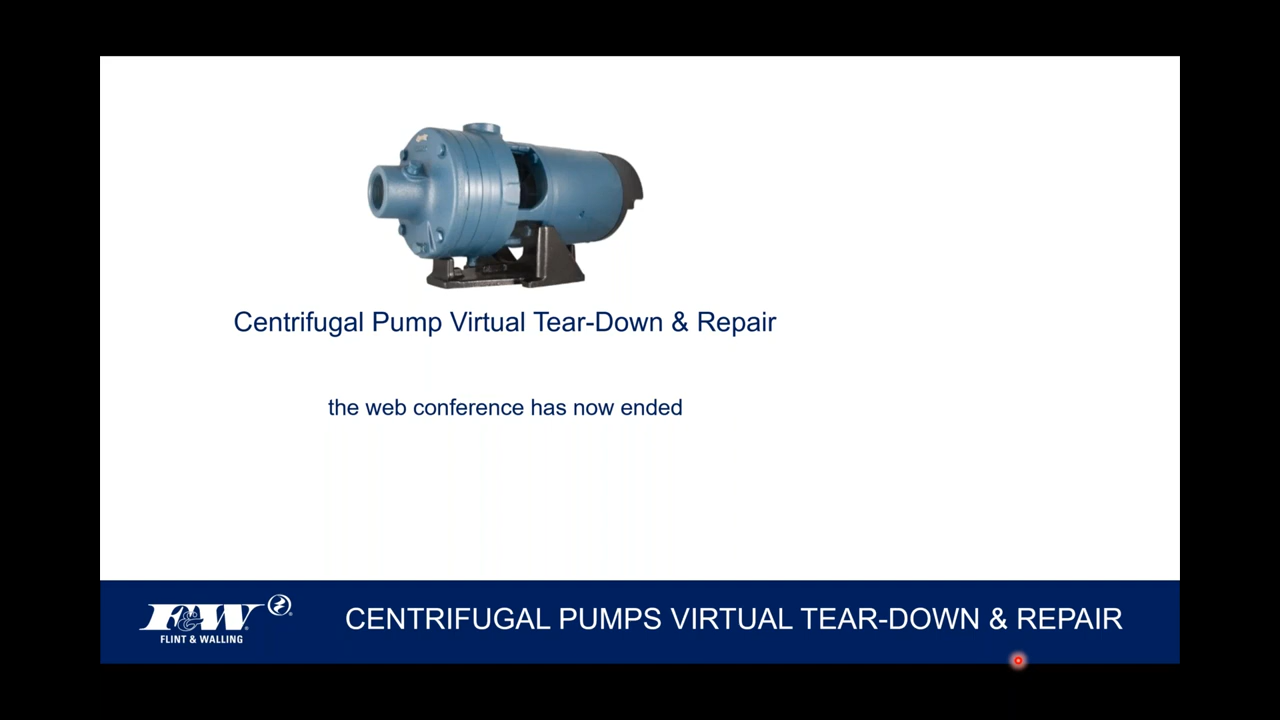 Centrifugal Pump Virtual Tear-Down & Repair
the web conference has now ended
F&W
FLINT & WALLING
CENTRIFUGAL PUMPS VIRTUAL TEAR-DOWN & REPAIR